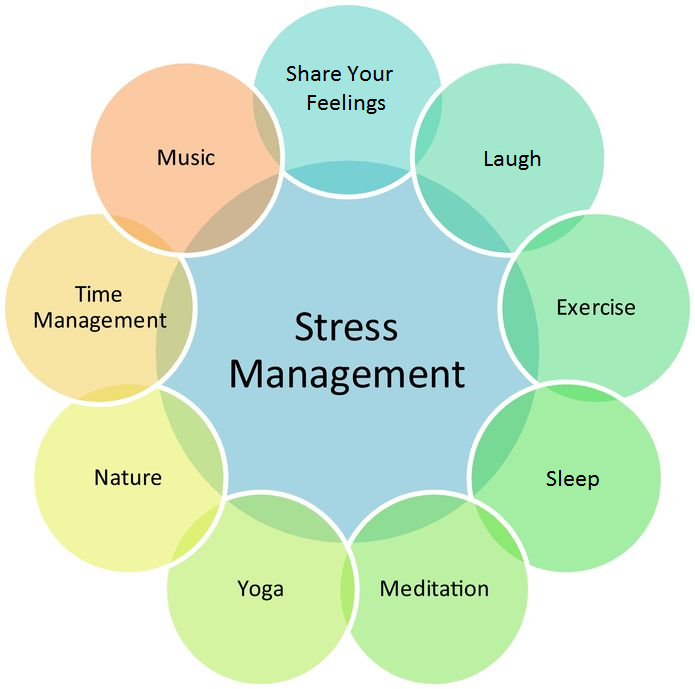 Share Your
Feelings
Laugh
Exercise
Sleep
Meditation
Yoga
Nature
Time
Management
Music
Stress
Management